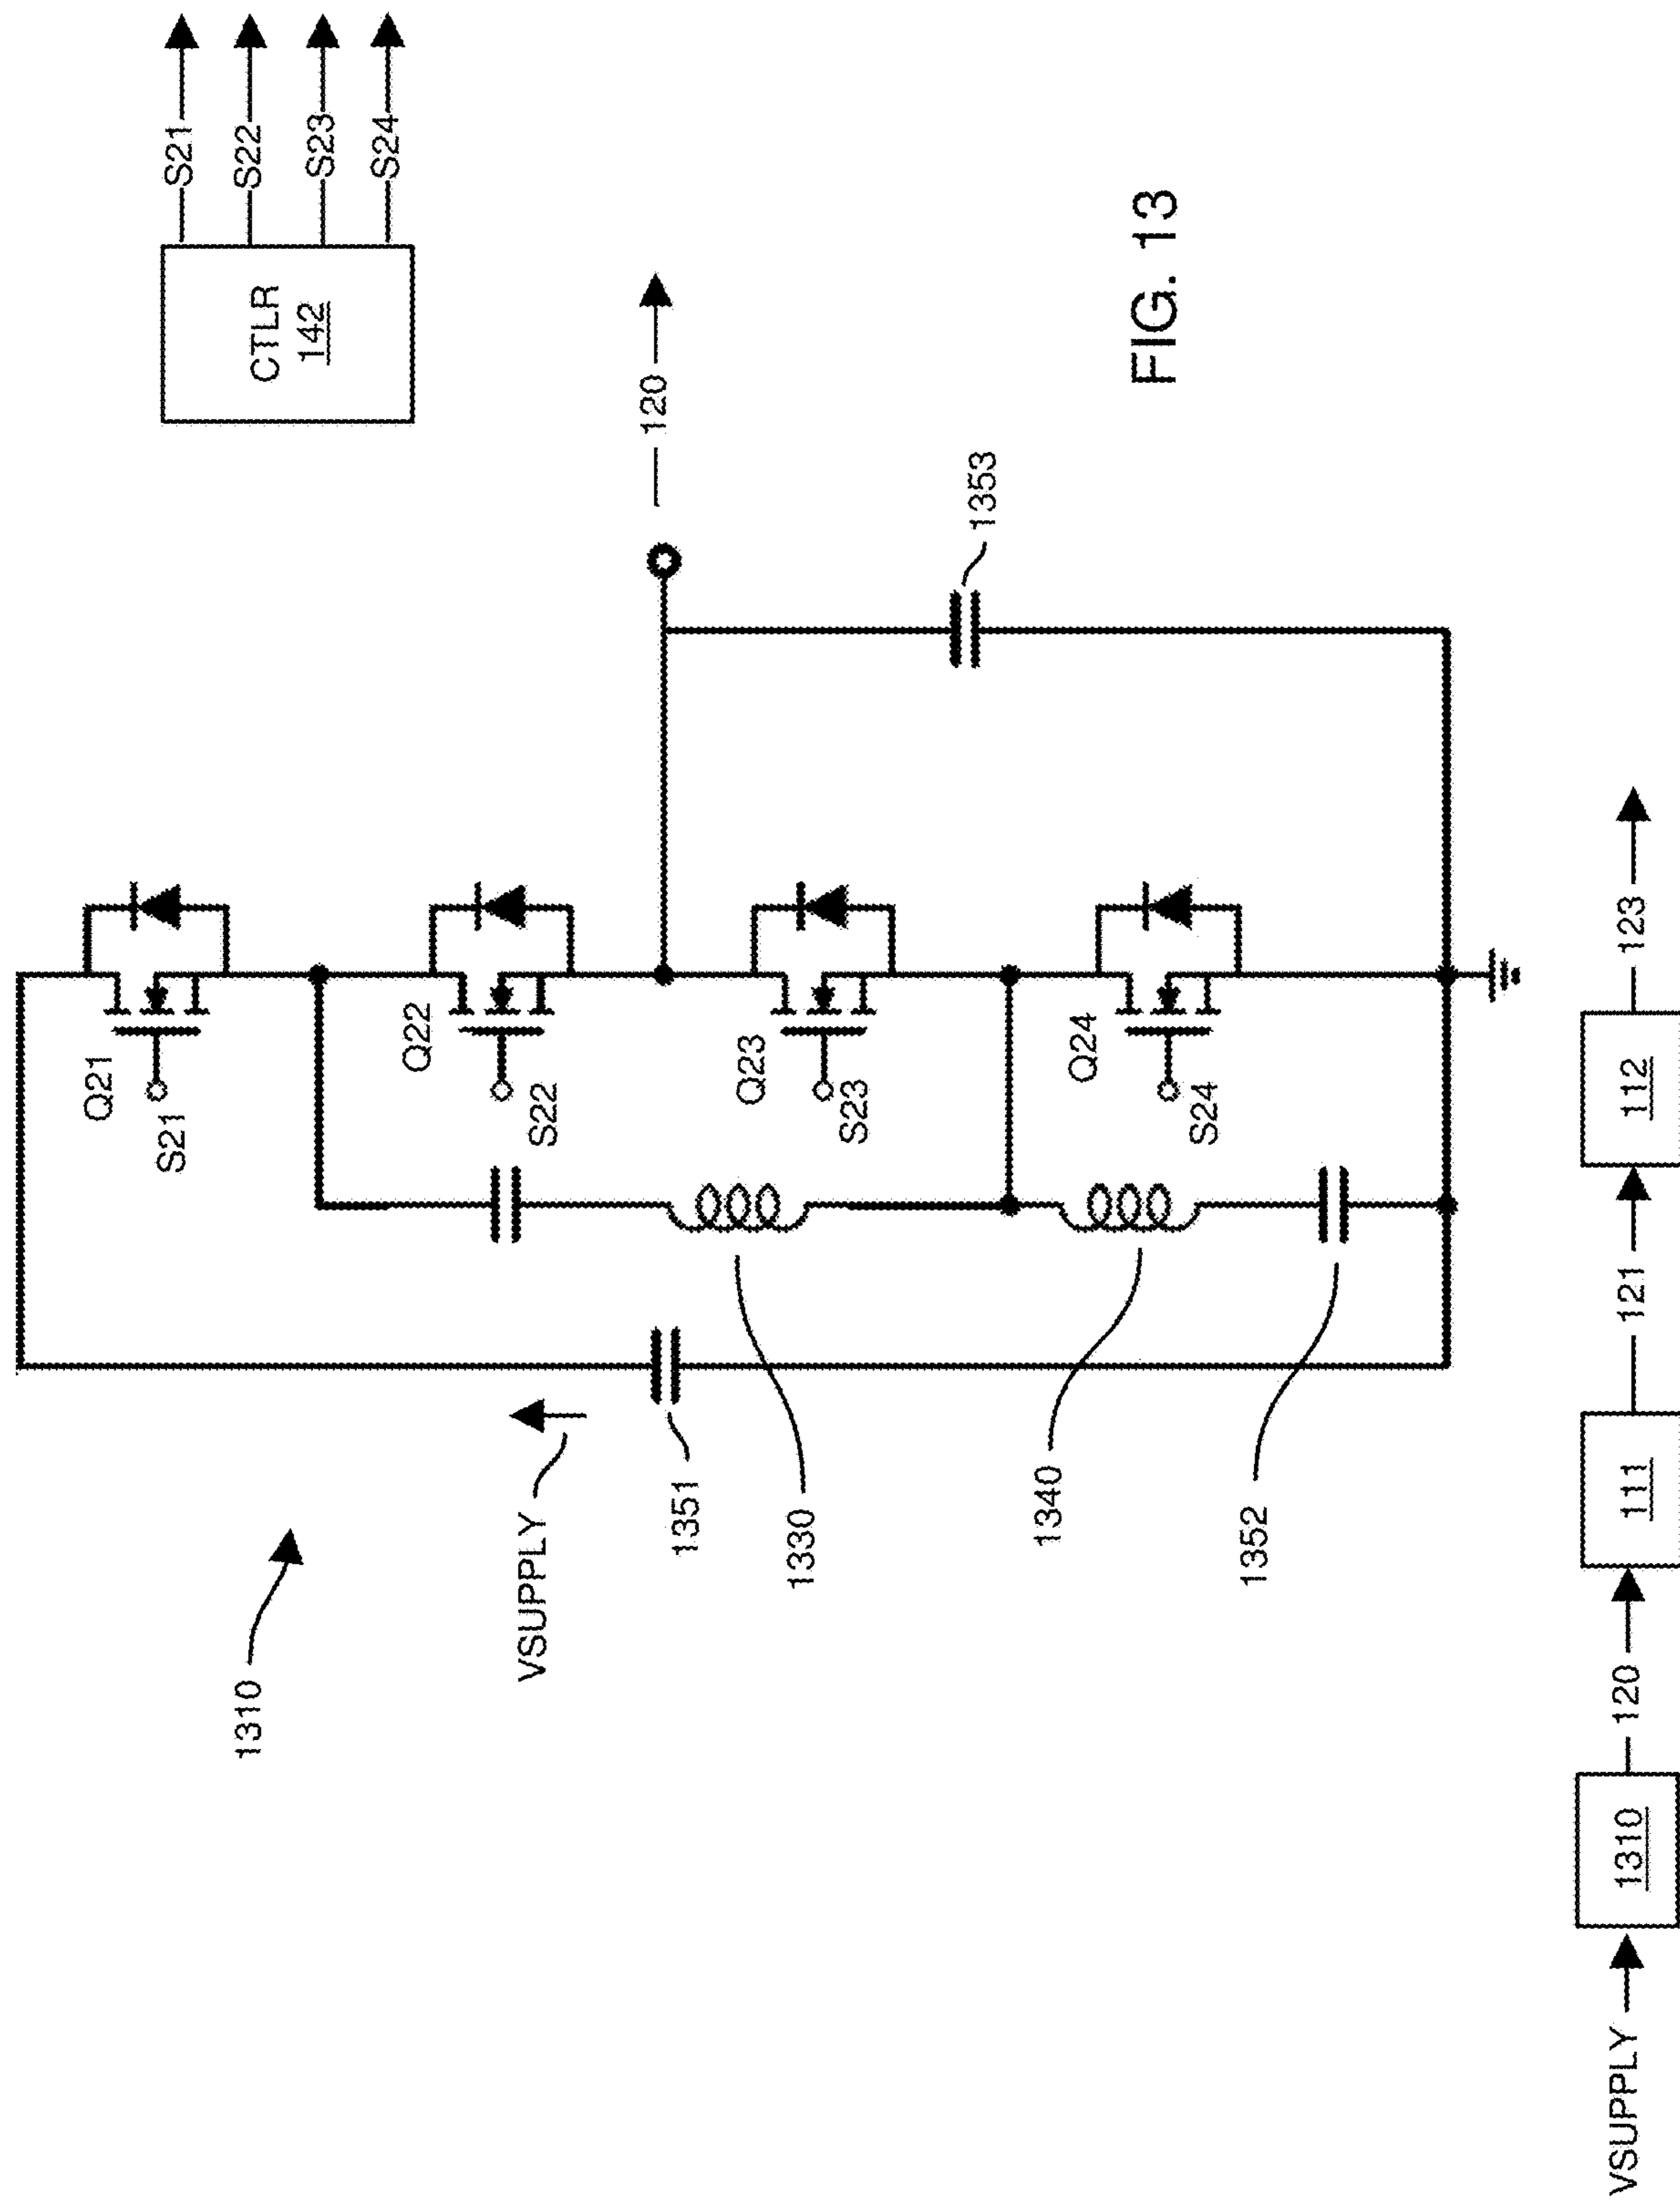 S21
S22
S23
S24
CTLR
142
120
FIG. 13
1353
Q21
S21
Q22
S22
Q23
S23
Q24
S24
1310
VSUPPLY
1351
1330
1340
1352
VSUPPLY
1310
120
111
121
112
123